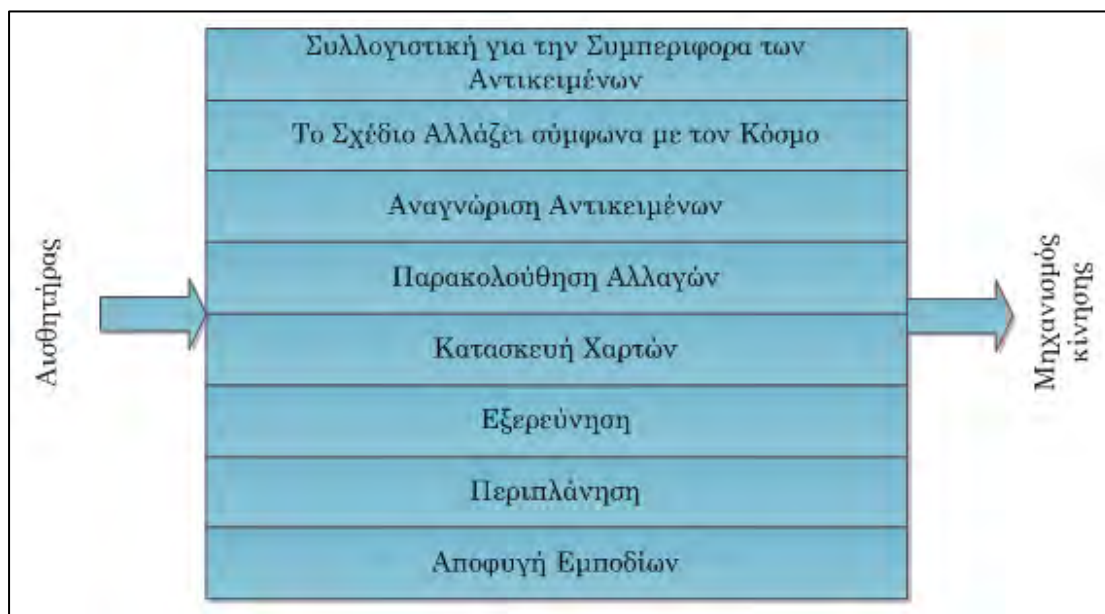 Συλλογιστική για την Συμπεριφορα των
Αντικειμένων
Το Σχέδιο Αλλάζει σύμφωνα με τον Κόσμο
Αναγνώριση Αντικειμένων
Παρακολούθηση Αλλαγών
Κατασκευή Χαρτών
Εξερεύνηση
Περιπλάνηση
Αποφυγή Εμποδίων
Αισθητήρας
Μηχανισμός
κίνησης